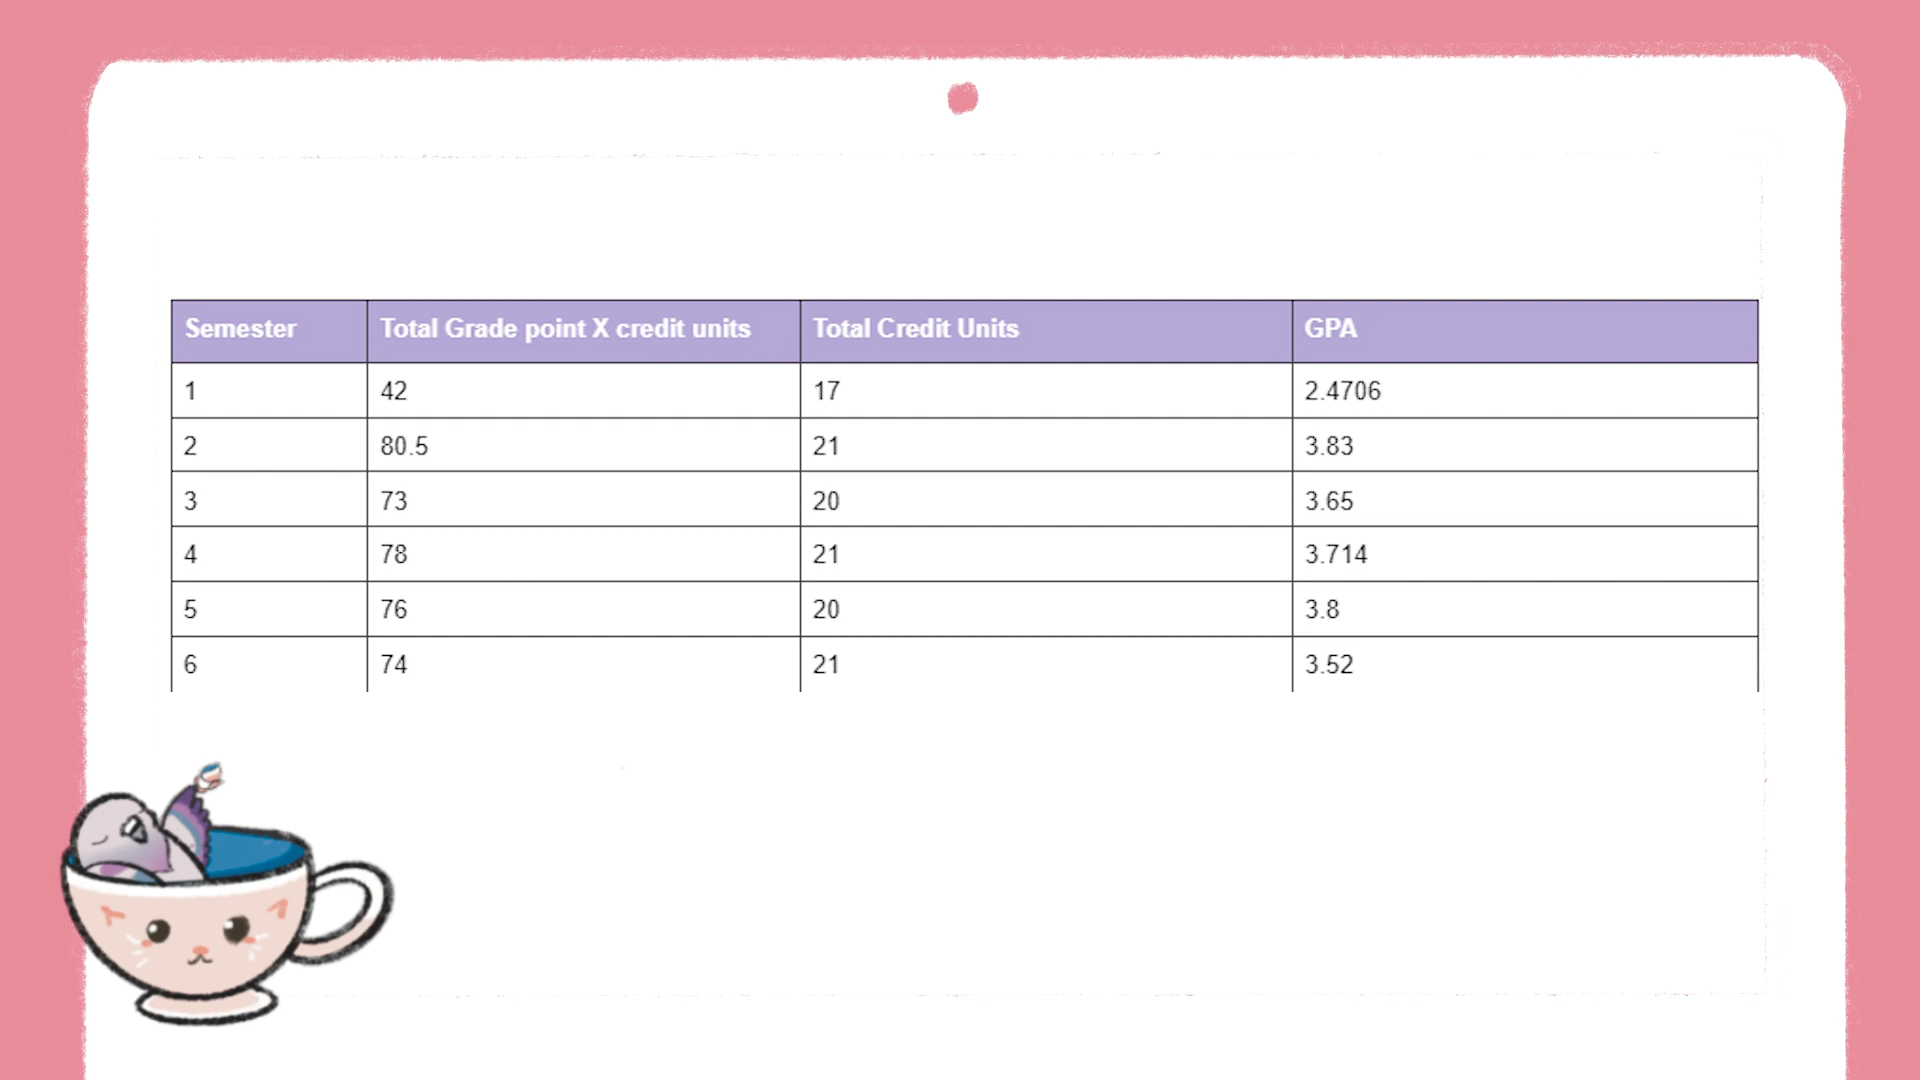 Semester Total Grade point X credit units Total Credit Units GPA
1 42 17 2.4706
2 80.5 21 3.83
3 73 20 3.65
4 78 21 3.714
5 76 20 3.8
6 74 21 3.52